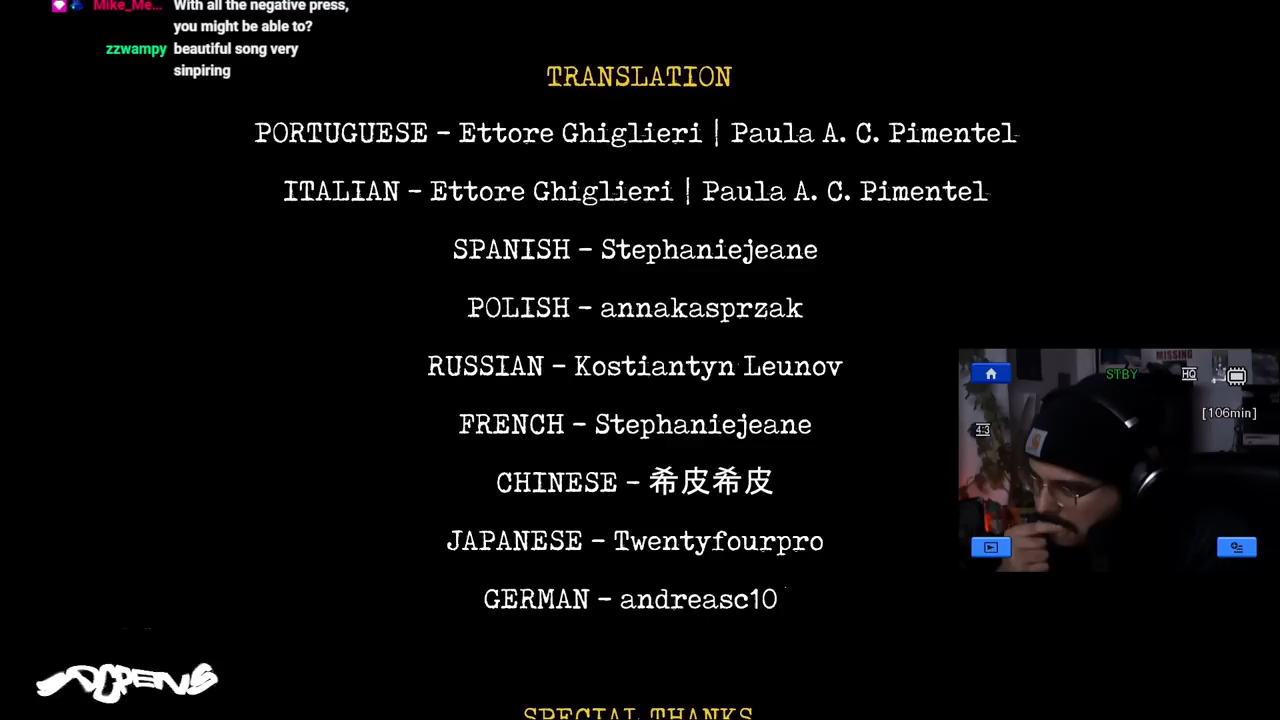 Mike_Me... With all the negative press,
you might be able to?
zzwampy beautiful song very
sinpiring
TRANSLATION
PORTUGUESE - Ettore Ghiglieri | Paula A. C. Pimentel
ITALIAN - Ettore Ghiglieri | Paula A. C. Pimentel
SPANISH - Stephaniejeane
POLISH - annakasprzak
RUSSIAN - Kostiantyn Leunov
FRENCH - Stephaniejeane
CHINESE - 希皮希皮
JAPANESE - Twentyfourpro
GERMAN - andreasc10
MISSING
STBY
HQ
[106min]
4:3
SPECIAL THANKS